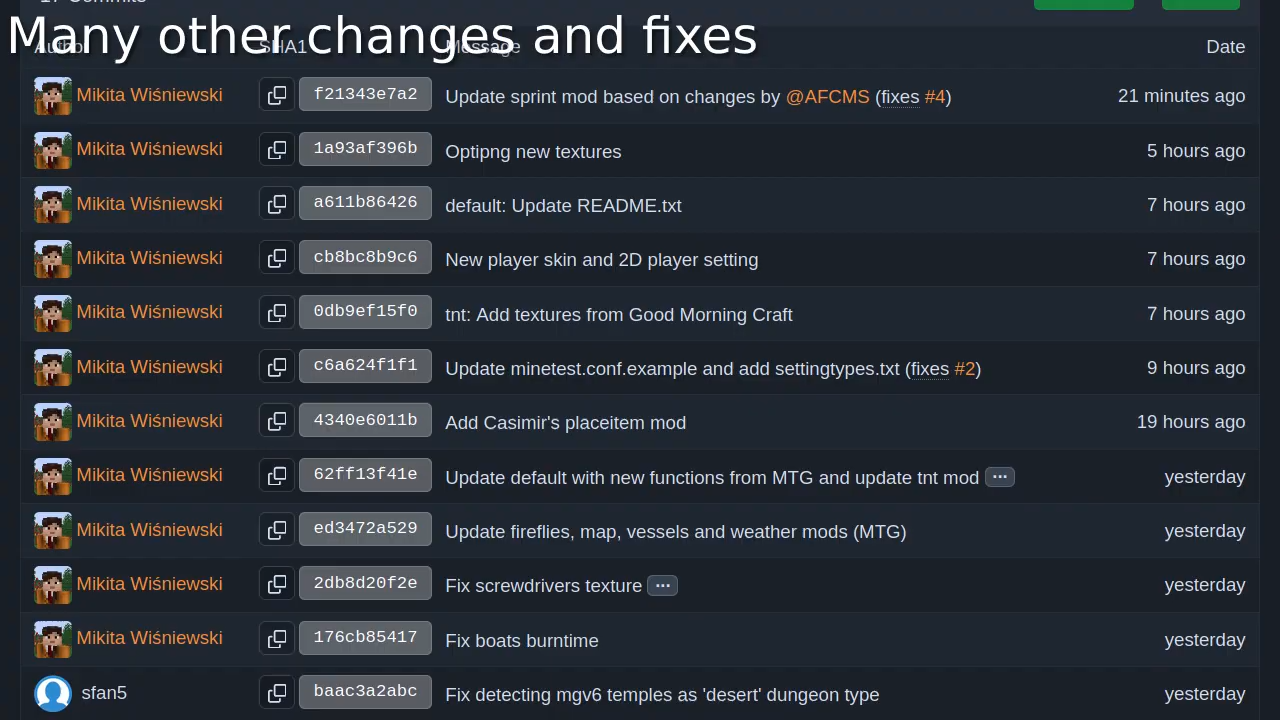 17 Commits
Many other changes and fixes
Author SHA1 Message Date
Mikita Wiśniewski f21343e7a2 Update sprint mod based on changes by @AFCMS (fixes #4) 21 minutes ago
Mikita Wiśniewski 1a93af396b Optipng new textures 5 hours ago
Mikita Wiśniewski a611b86426 default: Update README.txt 7 hours ago
Mikita Wiśniewski cb8bc8b9c6 New player skin and 2D player setting 7 hours ago
Mikita Wiśniewski 0db9ef15f0 tnt: Add textures from Good Morning Craft 7 hours ago
Mikita Wiśniewski c6a624f1f1 Update minetest.conf.example and add settingtypes.txt (fixes #2) 9 hours ago
Mikita Wiśniewski 4340e6011b Add Casimir's placeitem mod 19 hours ago
Mikita Wiśniewski 62ff13f41e Update default with new functions from MTG and update tnt mod ... yesterday
Mikita Wiśniewski ed3472a529 Update fireflies, map, vessels and weather mods (MTG) yesterday
Mikita Wiśniewski 2db8d20f2e Fix screwdrivers texture ... yesterday
Mikita Wiśniewski 176cb85417 Fix boats burntime yesterday
sfan5 baac3a2abc Fix detecting mgv6 temples as 'desert' dungeon type yesterday